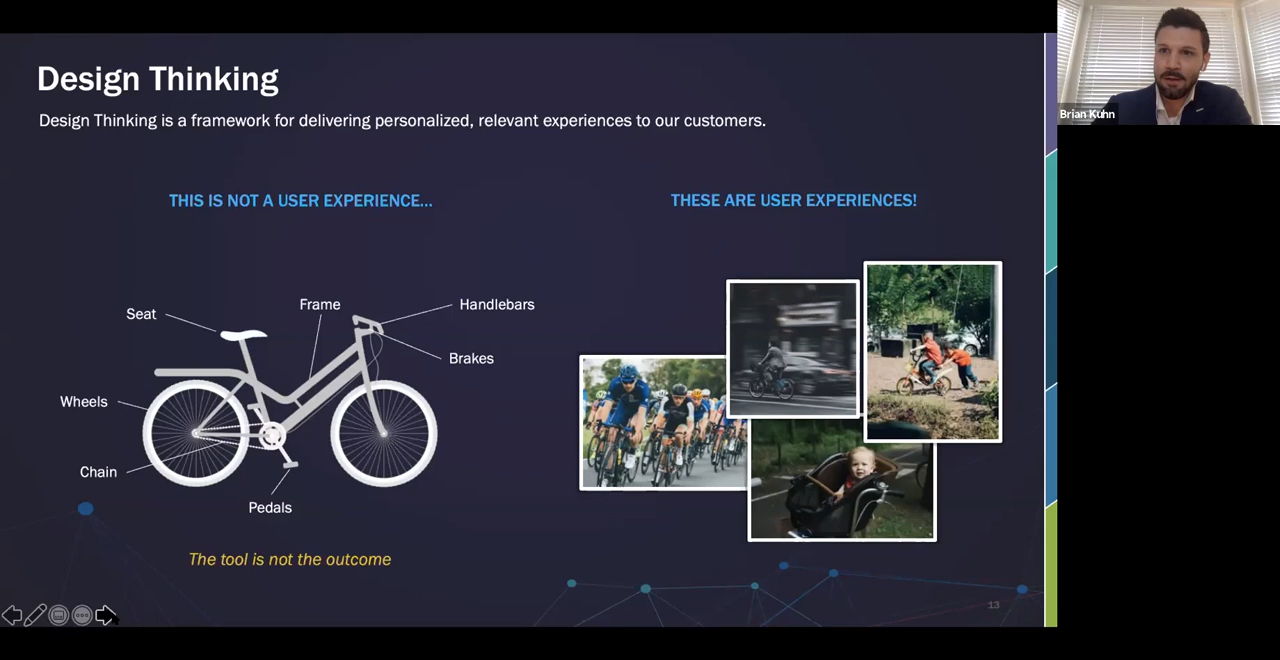 Design Thinking
Design Thinking is a framework for delivering personalized, relevant experiences to our customers.
THIS IS NOT A USER EXPERIENCE...
THESE ARE USER EXPERIENCES!
Seat
Frame
Handlebars
Brakes
Wheels
Chain
Pedals
The tool is not the outcome
13
Brian Kuhn